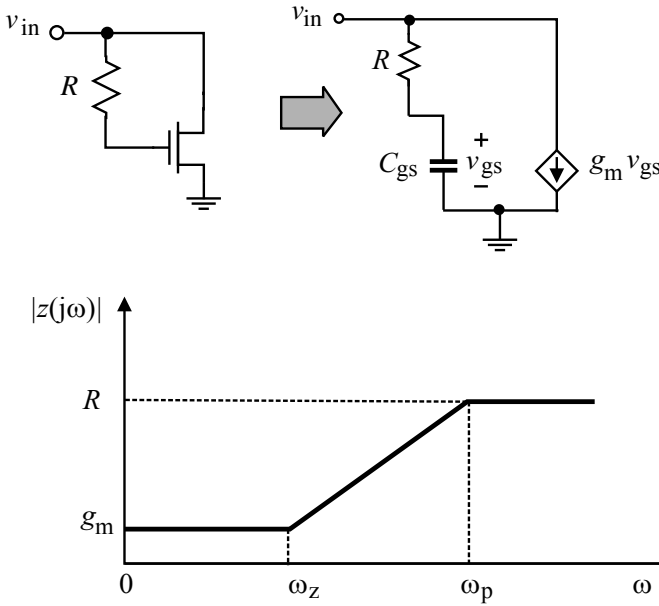 v_in
R
v_in
R
C_gs
+
v_gs
−
g_m v_gs
|z(jω)|
R
g_m
0
ω_z
ω_p
ω